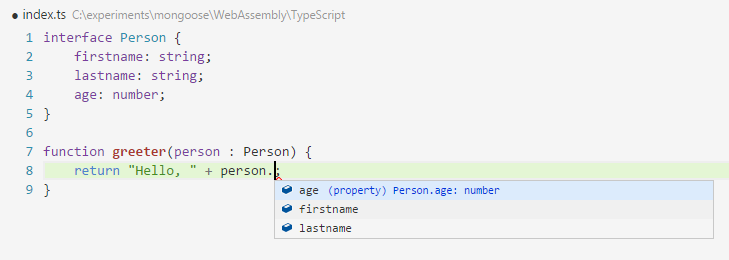 ● index.ts C:\experiments\mongoose\WebAssembly\TypeScript
1 interface Person {
2     firstname: string;
3     lastname: string;
4     age: number;
5 }
6
7 function greeter(person : Person) {
8     return "Hello, " + person.;
9 }
age (property) Person.age: number
firstname
lastname